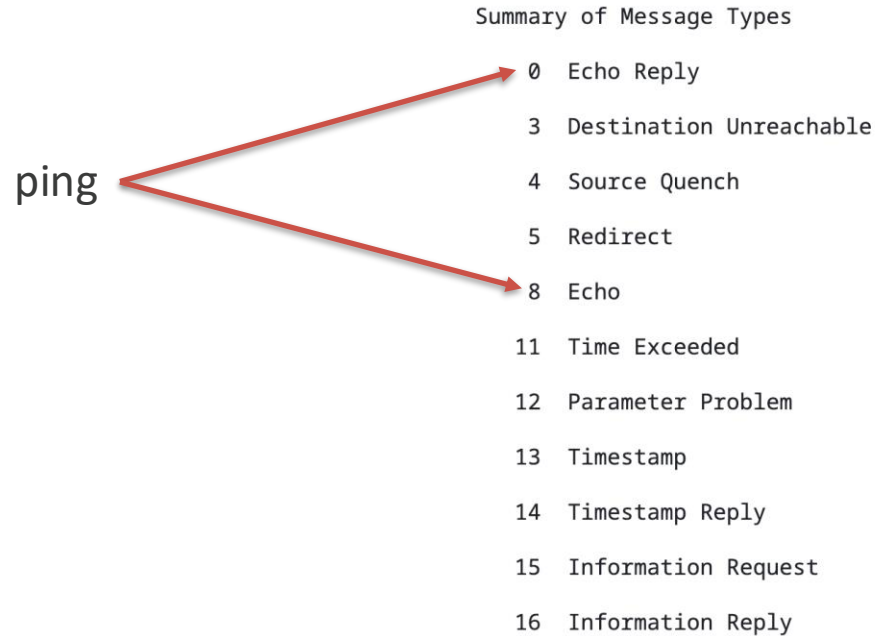 Summary of Message Types
0 Echo Reply
3 Destination Unreachable
ping
4 Source Quench
5 Redirect
8 Echo
11 Time Exceeded
12 Parameter Problem
13 Timestamp
14 Timestamp Reply
15 Information Request
16 Information Reply